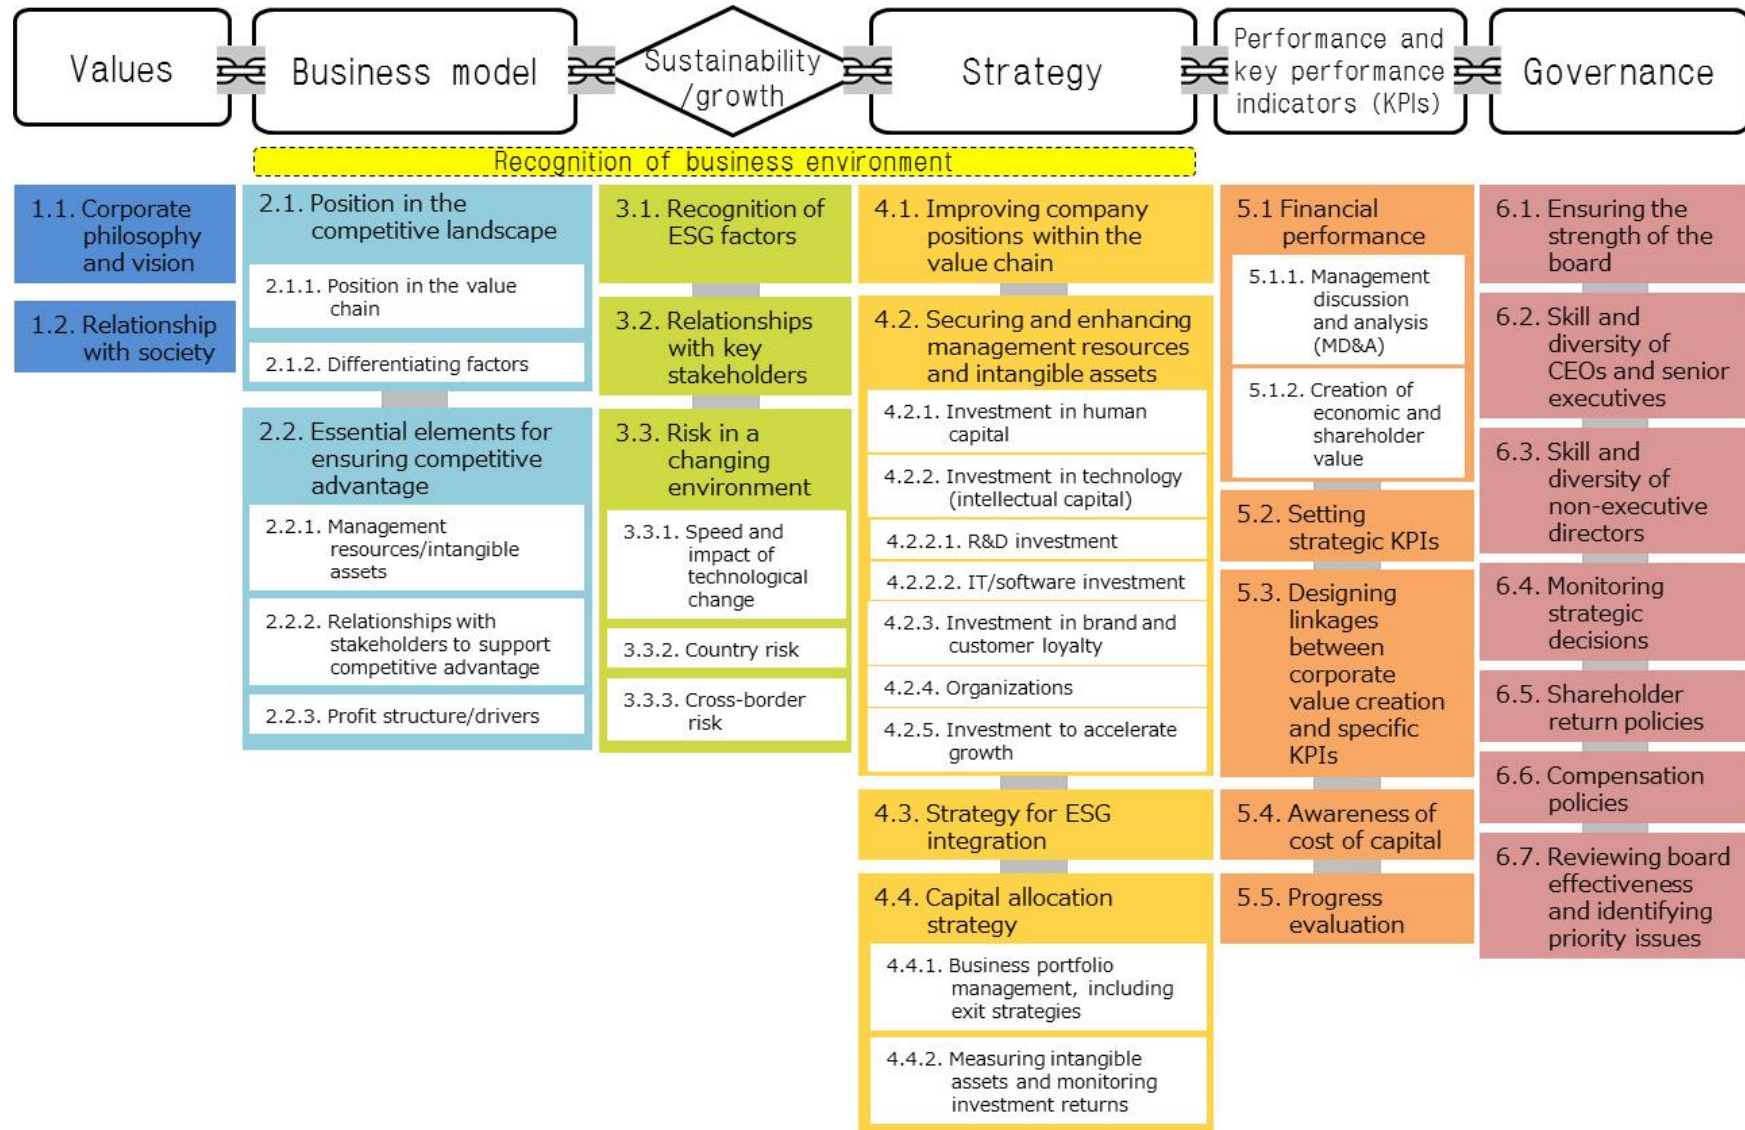 Values
Business model
Sustainability
/growth
Strategy
Performance and
key performance
indicators (KPIs)
Governance
Recognition of business environment
1.1. Corporate
philosophy
and vision
1.2. Relationship
with society
2.1. Position in the
competitive landscape
2.1.1. Position in the value
chain
2.1.2. Differentiating factors
2.2. Essential elements for
ensuring competitive
advantage
2.2.1. Management
resources/intangible
assets
2.2.2. Relationships with
stakeholders to support
competitive advantage
2.2.3. Profit structure/drivers
3.1. Recognition of
ESG factors
3.2. Relationships
with key
stakeholders
3.3. Risk in a
changing
environment
3.3.1. Speed and
impact of
technological
change
3.3.2. Country risk
3.3.3. Cross-border
risk
4.1. Improving company
positions within the
value chain
4.2. Securing and enhancing
management resources
and intangible assets
4.2.1. Investment in human
capital
4.2.2. Investment in technology
(intellectual capital)
4.2.2.1. R&D investment
4.2.2.2. IT/software investment
4.2.3. Investment in brand and
customer loyalty
4.2.4. Organizations
4.2.5. Investment to accelerate
growth
4.3. Strategy for ESG
integration
4.4. Capital allocation
strategy
4.4.1. Business portfolio
management, including
exit strategies
4.4.2. Measuring intangible
assets and monitoring
investment returns
5.1 Financial
performance
5.1.1. Management
discussion
and analysis
(MD&A)
5.1.2. Creation of
economic and
shareholder
value
5.2. Setting
strategic KPIs
5.3. Designing
linkages
between
corporate
value creation
and specific
KPIs
5.4. Awareness of
cost of capital
5.5. Progress
evaluation
6.1. Ensuring the
strength of the
board
6.2. Skill and
diversity of
CEOs and senior
executives
6.3. Skill and
diversity of
non-executive
directors
6.4. Monitoring
strategic
decisions
6.5. Shareholder
return policies
6.6. Compensation
policies
6.7. Reviewing board
effectiveness
and identifying
priority issues